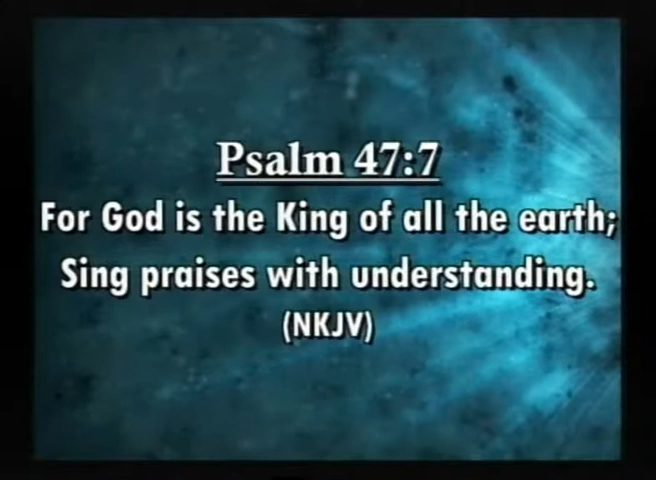 Psalm 47:7
For God is the King of all the earth;
Sing praises with understanding.
(NKJV)